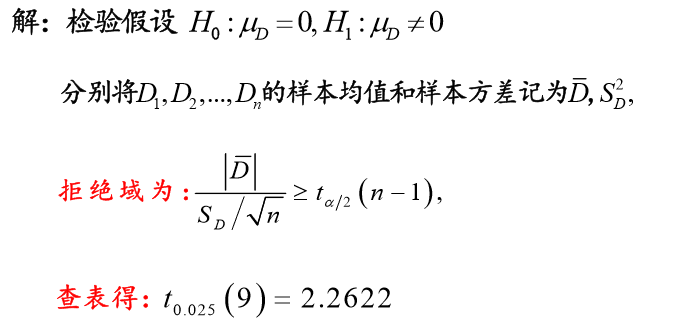 解：检验假设 H₀ : μ_D = 0, H₁ : μ_D ≠ 0
分别将D₁, D₂, ..., Dₙ的样本均值和样本方差记为D̄, S_D²,
拒绝域为：|D̄| / (S_D/√n) ≥ t_{α/2} (n − 1),
查表得：t_{0.025} (9) = 2.2622